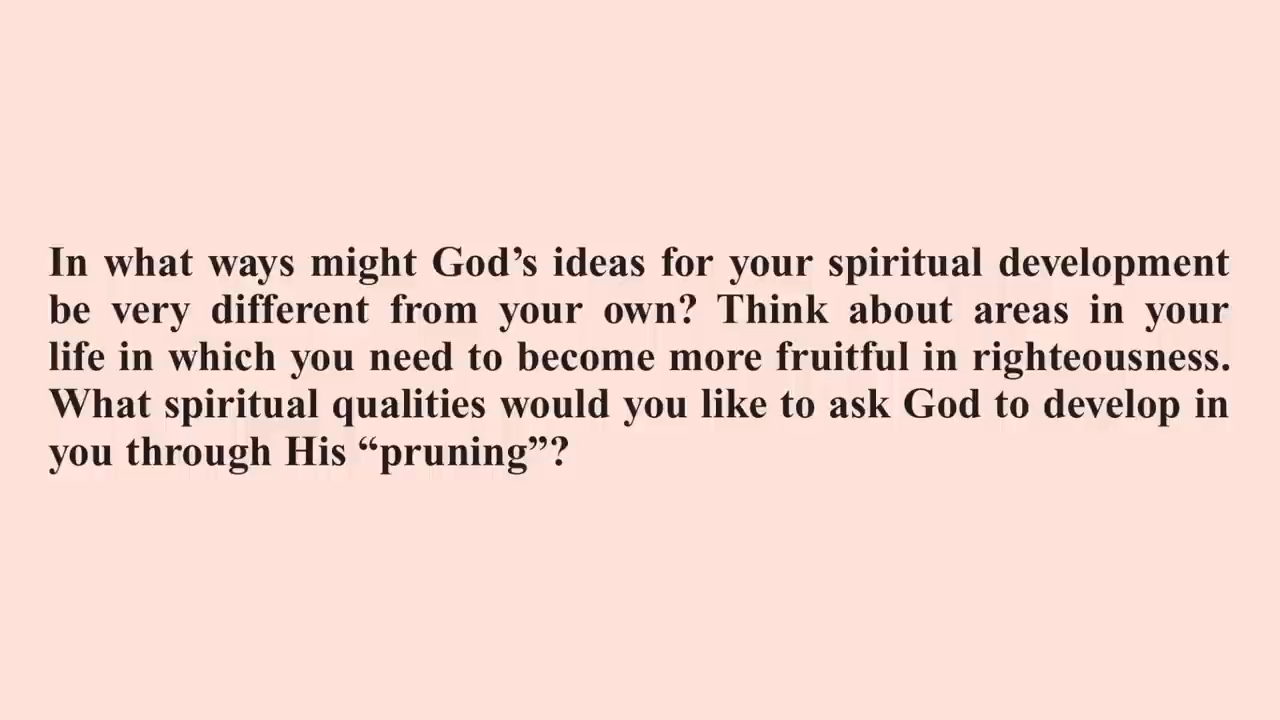 In what ways might God’s ideas for your spiritual development
be very different from your own? Think about areas in your
life in which you need to become more fruitful in righteousness.
What spiritual qualities would you like to ask God to develop in
you through His “pruning”?